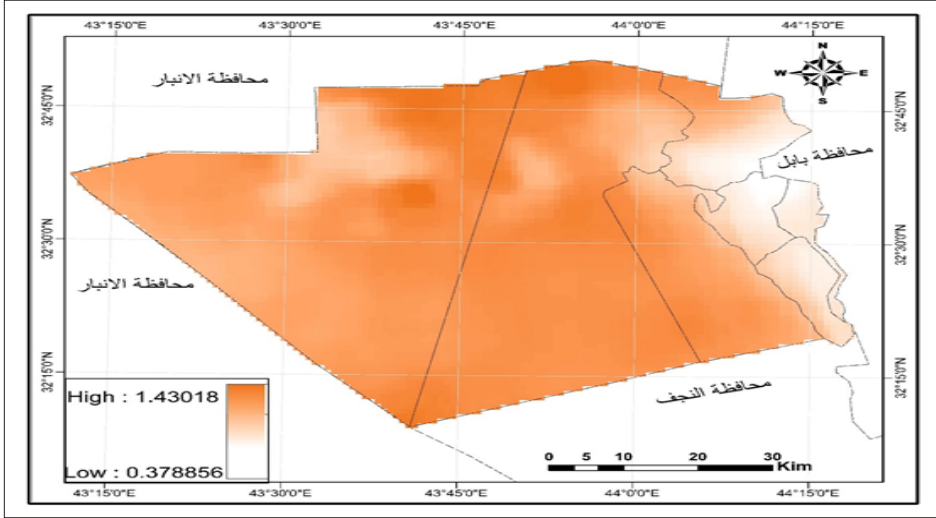 43°15'0"E 43°30'0"E 43°45'0"E 44°0'0"E 44°15'0"E
N
W E
S
محافظة الانبار
32°45'0"N 32°45'0"N
محافظة بابل
32°30'0"N 32°30'0"N
محافظة الانبار
32°15'0"N 32°15'0"N
محافظة النجف
High : 1.43018
Low : 0.378856
0 5 10 20 30
Kim
43°15'0"E 43°30'0"E 43°45'0"E 44°0'0"E 44°15'0"E